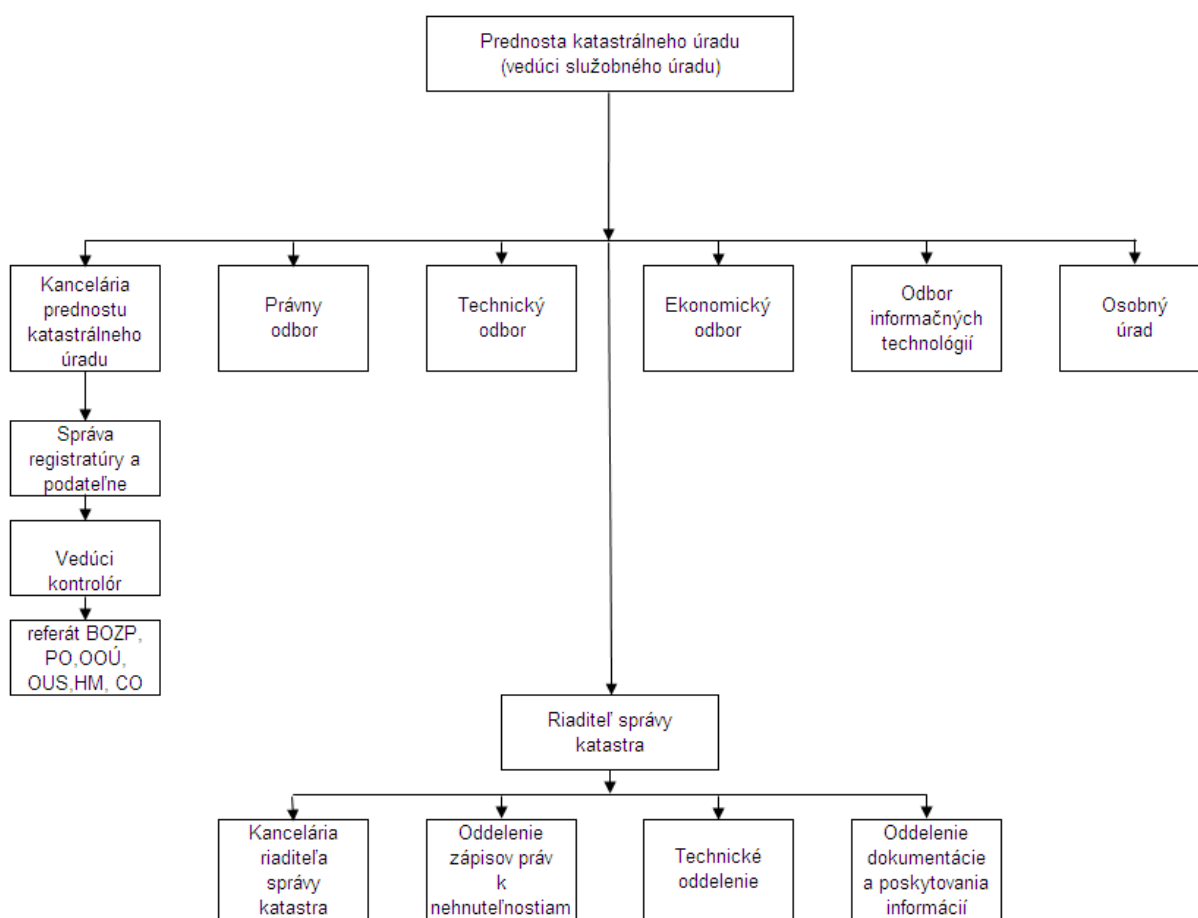 Prednosta katastrálneho úradu
(vedúci služobného úradu)
Kancelária
prednostu
katastrálneho
úradu
Právny
odbor
Technický
odbor
Ekonomický
odbor
Odbor
informačných
technológií
Osobný
úrad
Správa
registratúry a
podateľne
Vedúci
kontrolór
referát BOZP,
PO,OOÚ,
OUS,HM, CO
Riaditeľ správy
katastra
Kancelária
riaditeľa
správy
katastra
Oddelenie
zápisov práv
k
nehnuteľnostiam
Technické
oddelenie
Oddelenie
dokumentácie
a poskytovania
informácií